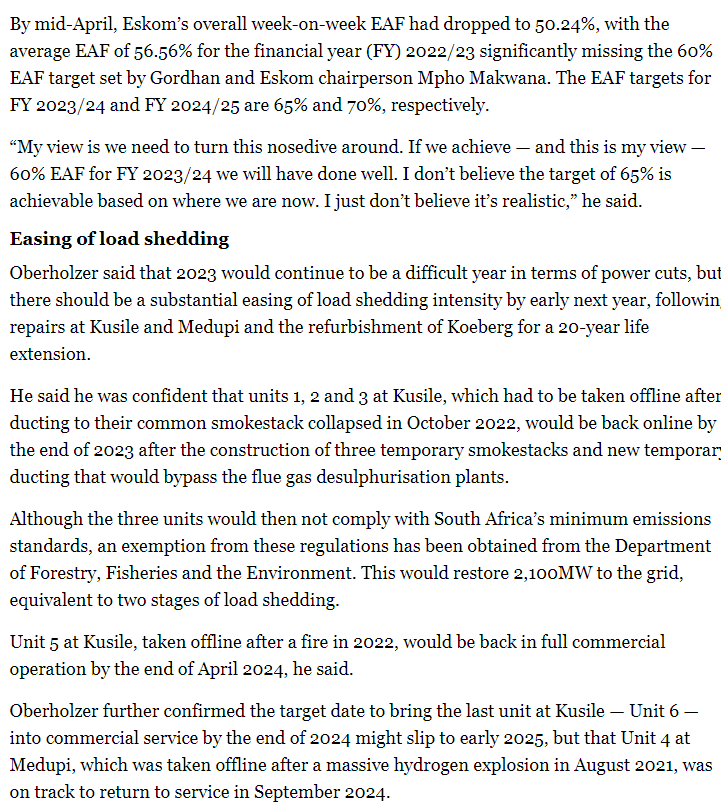 By mid-April, Eskom’s overall week-on-week EAF had dropped to 50.24%, with the
average EAF of 56.56% for the financial year (FY) 2022/23 significantly missing the 60%
EAF target set by Gordhan and Eskom chairperson Mpho Makwana. The EAF targets for
FY 2023/24 and FY 2024/25 are 65% and 70%, respectively.
“My view is we need to turn this nosedive around. If we achieve — and this is my view —
60% EAF for FY 2023/24 we will have done well. I don’t believe the target of 65% is
achievable based on where we are now. I just don’t believe it’s realistic,” he said.
Easing of load shedding
Oberholzer said that 2023 would continue to be a difficult year in terms of power cuts, but
there should be a substantial easing of load shedding intensity by early next year, followin
repairs at Kusile and Medupi and the refurbishment of Koeberg for a 20-year life
extension.
He said he was confident that units 1, 2 and 3 at Kusile, which had to be taken offline after
ducting to their common smokestack collapsed in October 2022, would be back online by
the end of 2023 after the construction of three temporary smokestacks and new temporary
ducting that would bypass the flue gas desulphurisation plants.
Although the three units would then not comply with South Africa’s minimum emissions
standards, an exemption from these regulations has been obtained from the Department
of Forestry, Fisheries and the Environment. This would restore 2,100MW to the grid,
equivalent to two stages of load shedding.
Unit 5 at Kusile, taken offline after a fire in 2022, would be back in full commercial
operation by the end of April 2024, he said.
Oberholzer further confirmed the target date to bring the last unit at Kusile — Unit 6 —
into commercial service by the end of 2024 might slip to early 2025, but that Unit 4 at
Medupi, which was taken offline after a massive hydrogen explosion in August 2021, was
on track to return to service in September 2024.